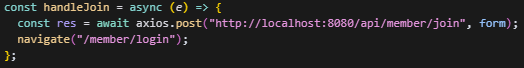 const handleJoin = async (e) => {
  const res = await axios.post("http://localhost:8080/api/member/join", form);
  navigate("/member/login");
};